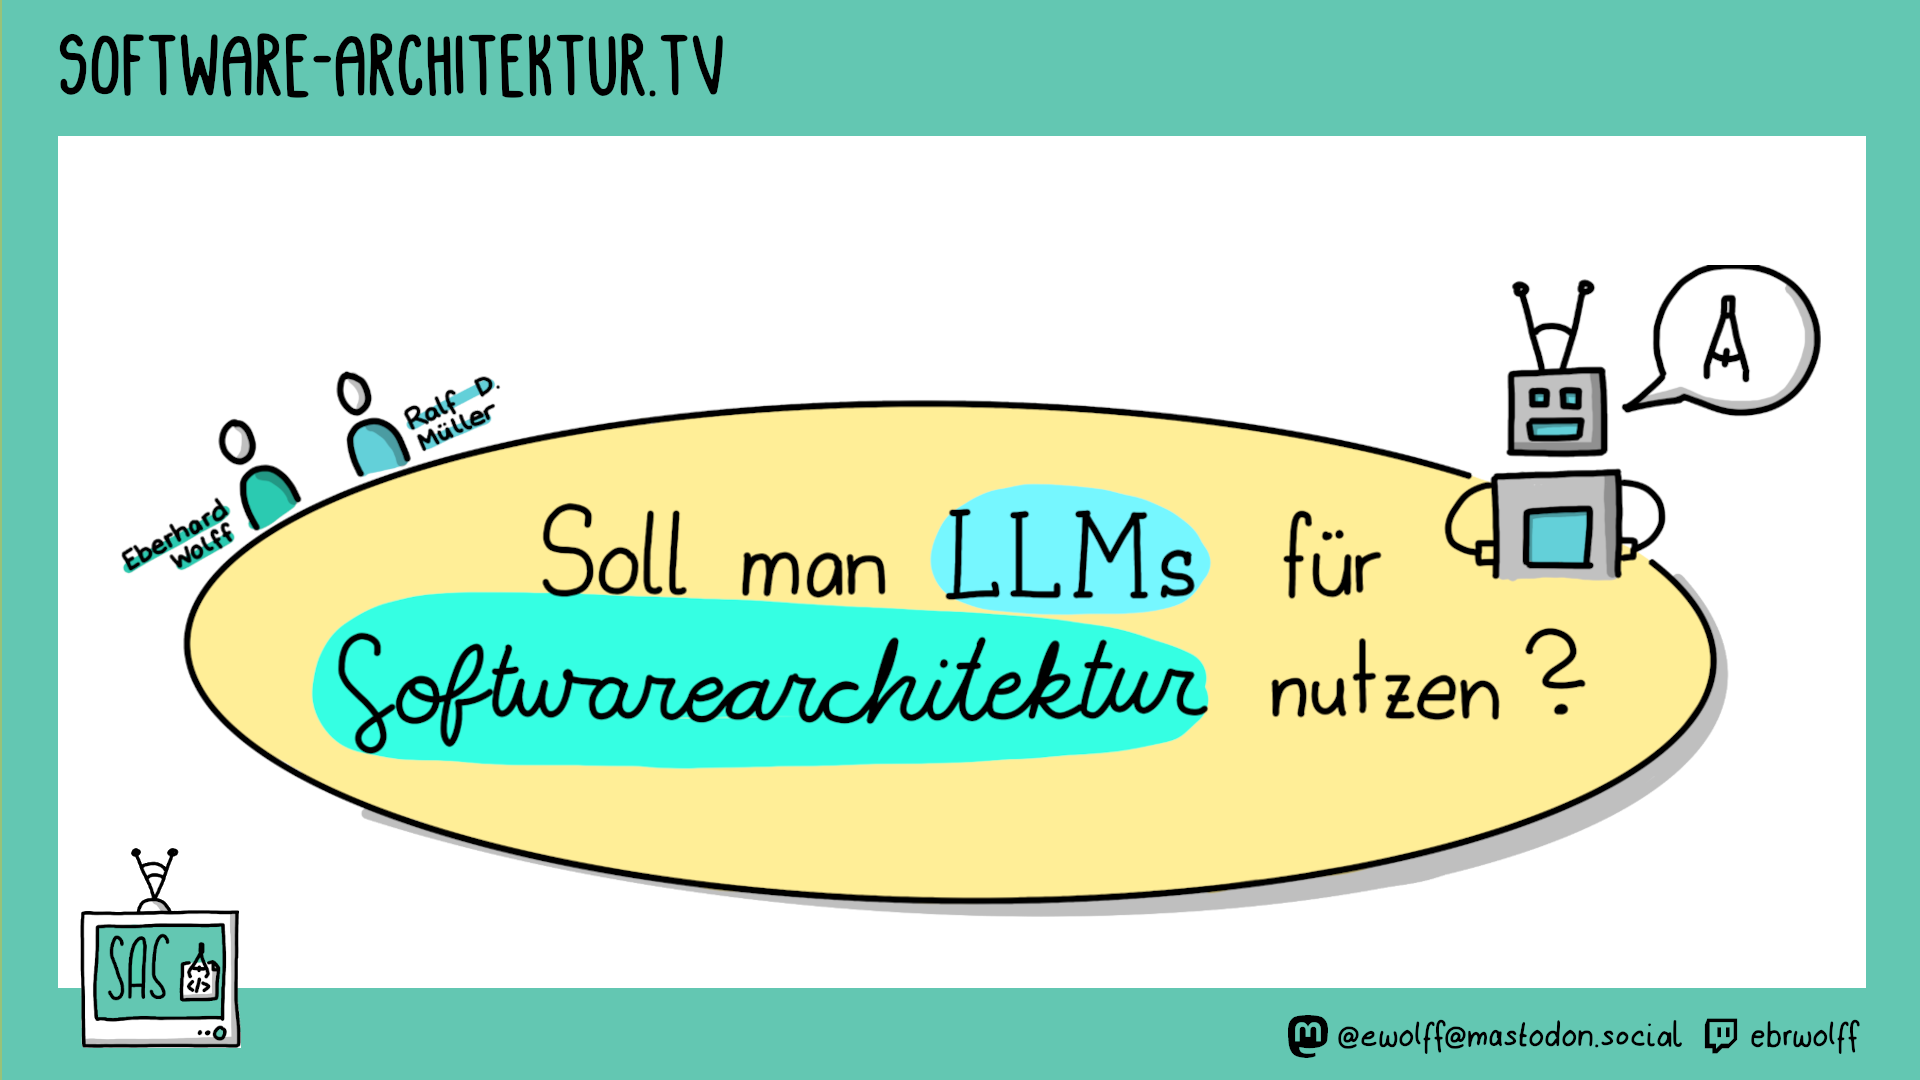 SOFTWARE-ARCHITEKTUR.TV
Ralf D.
Müller
Eberhard
Wolff
Soll man LLMs für
Softwarearchitektur nutzen?
SAS
</>
@ewolff@mastodon.social ebrwolff